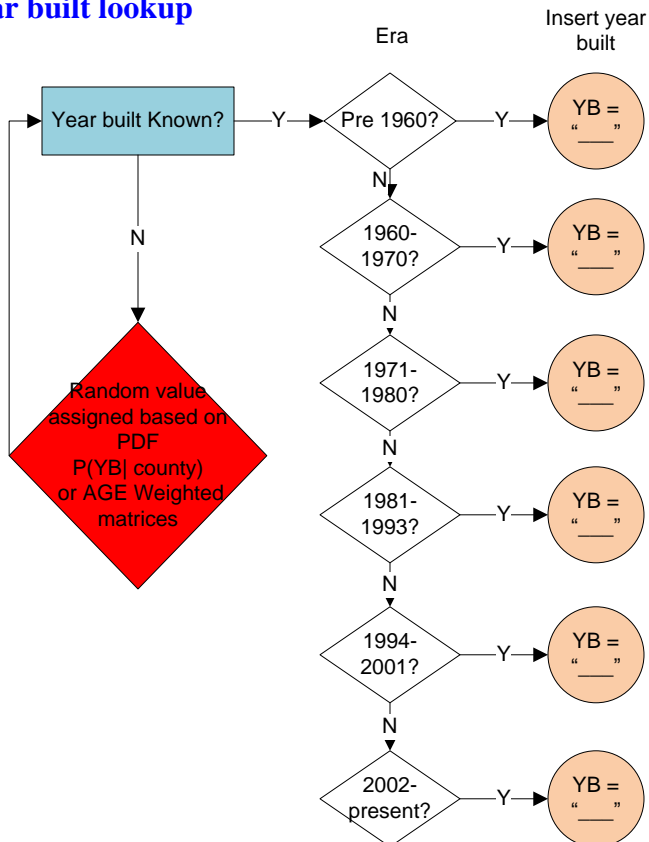 ar built lookup
Era
Insert year
built
Year built Known?
Y
Pre 1960?
Y
YB =
“___”
N
N
1960-
1970?
Y
YB =
“___”
N
Random value
assigned based on
PDF
P(YB| county)
or AGE Weighted
matrices
1971-
1980?
Y
YB =
“___”
N
1981-
1993?
Y
YB =
“___”
N
1994-
2001?
Y
YB =
“___”
N
2002-
present?
Y
YB =
“___”